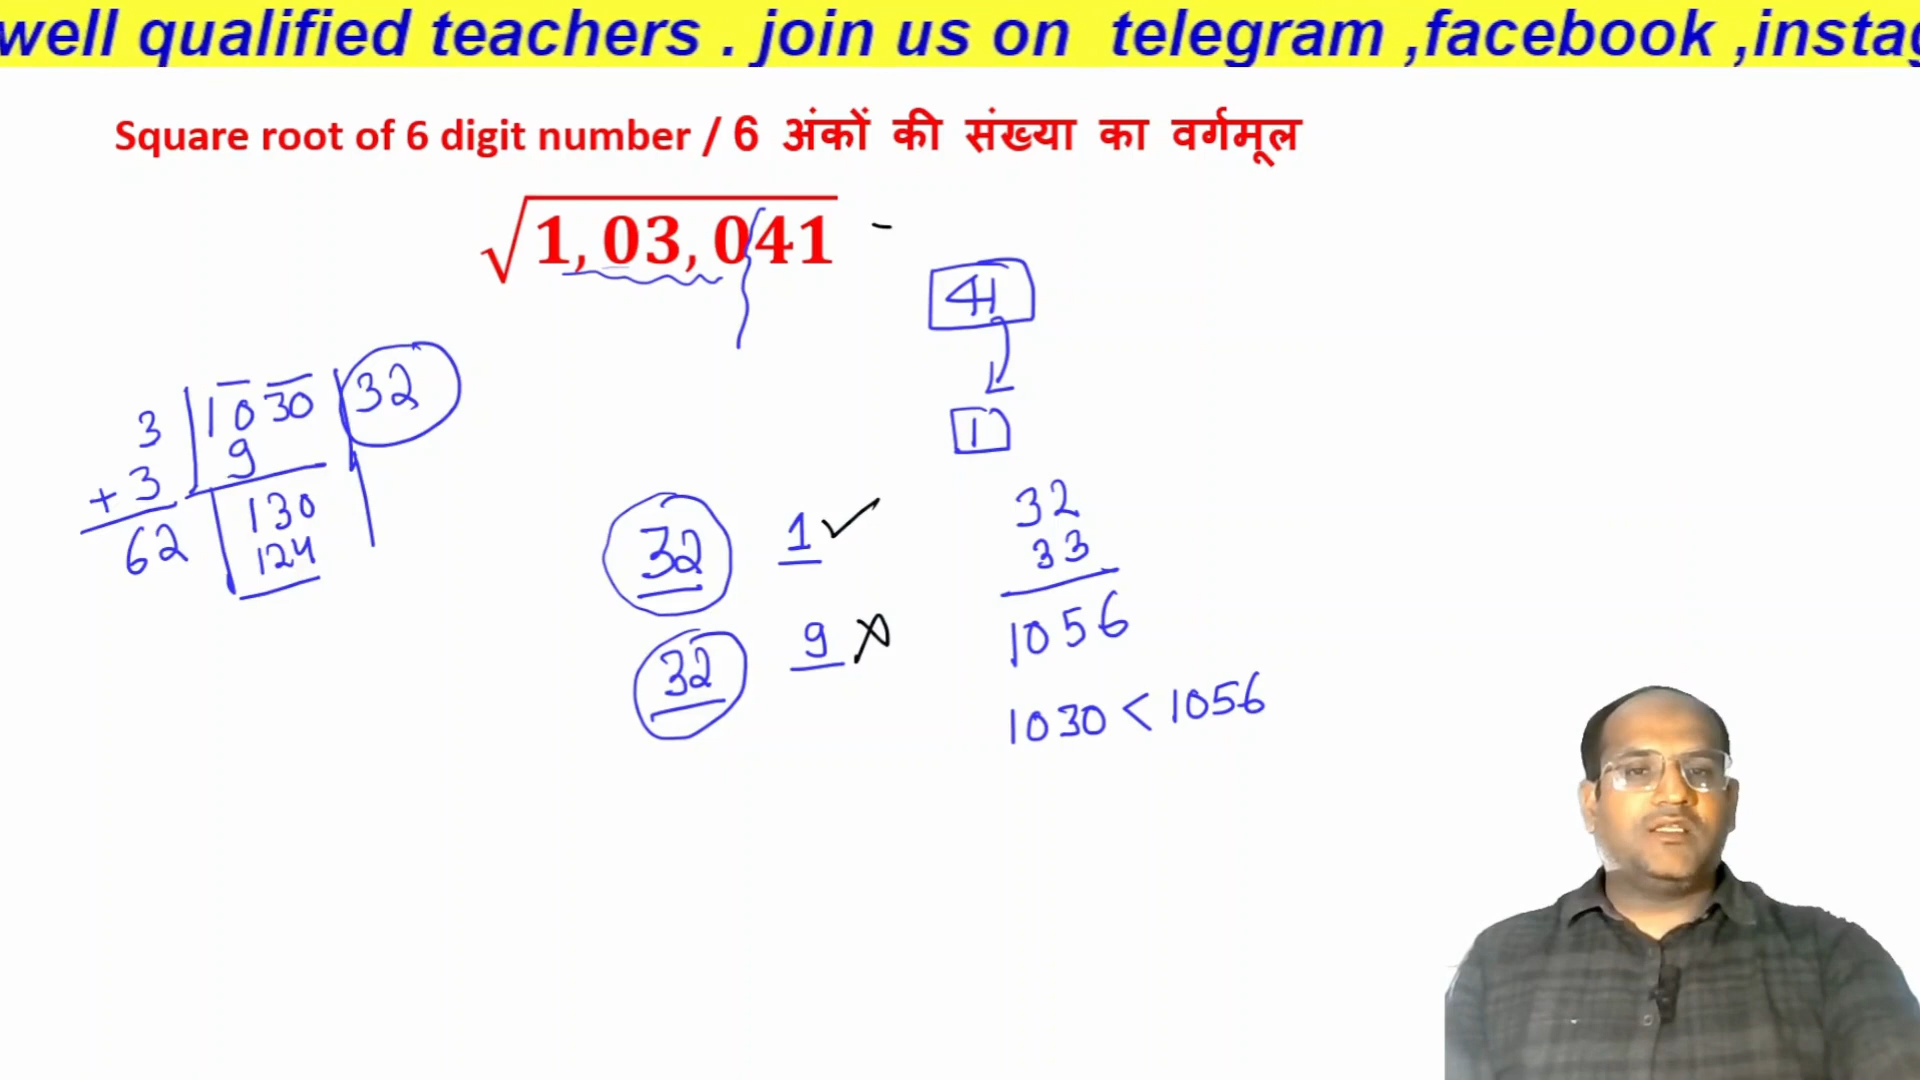 well qualified teachers . join us on telegram ,facebook ,instag
Square root of 6 digit number / 6 अंकों की संख्या का वर्गमूल
√1,03,041 -
41
1
3 1030 32
9
+ 3
130
62 124
32 1 ✓
32 9 ×
32
33
1056
1030 < 1056